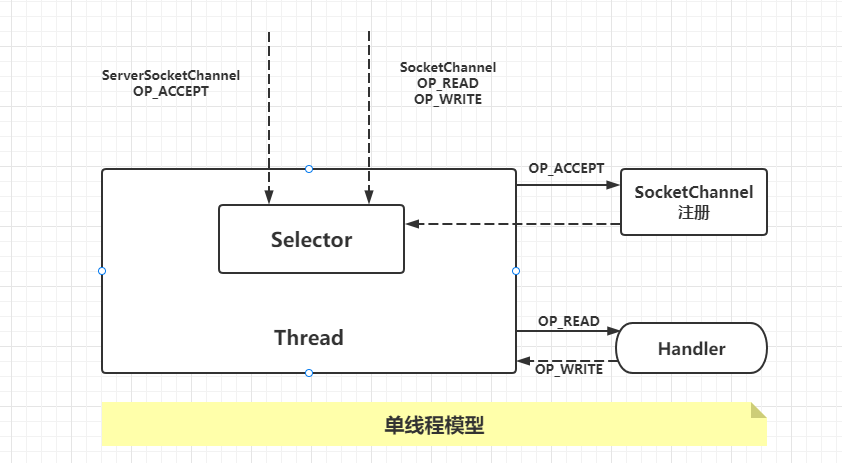 ServerSocketChannel
OP_ACCEPT
SocketChannel
OP_READ
OP_WRITE
OP_ACCEPT
SocketChannel
注册
Selector
Thread
OP_READ
Handler
OP_WRITE
单线程模型